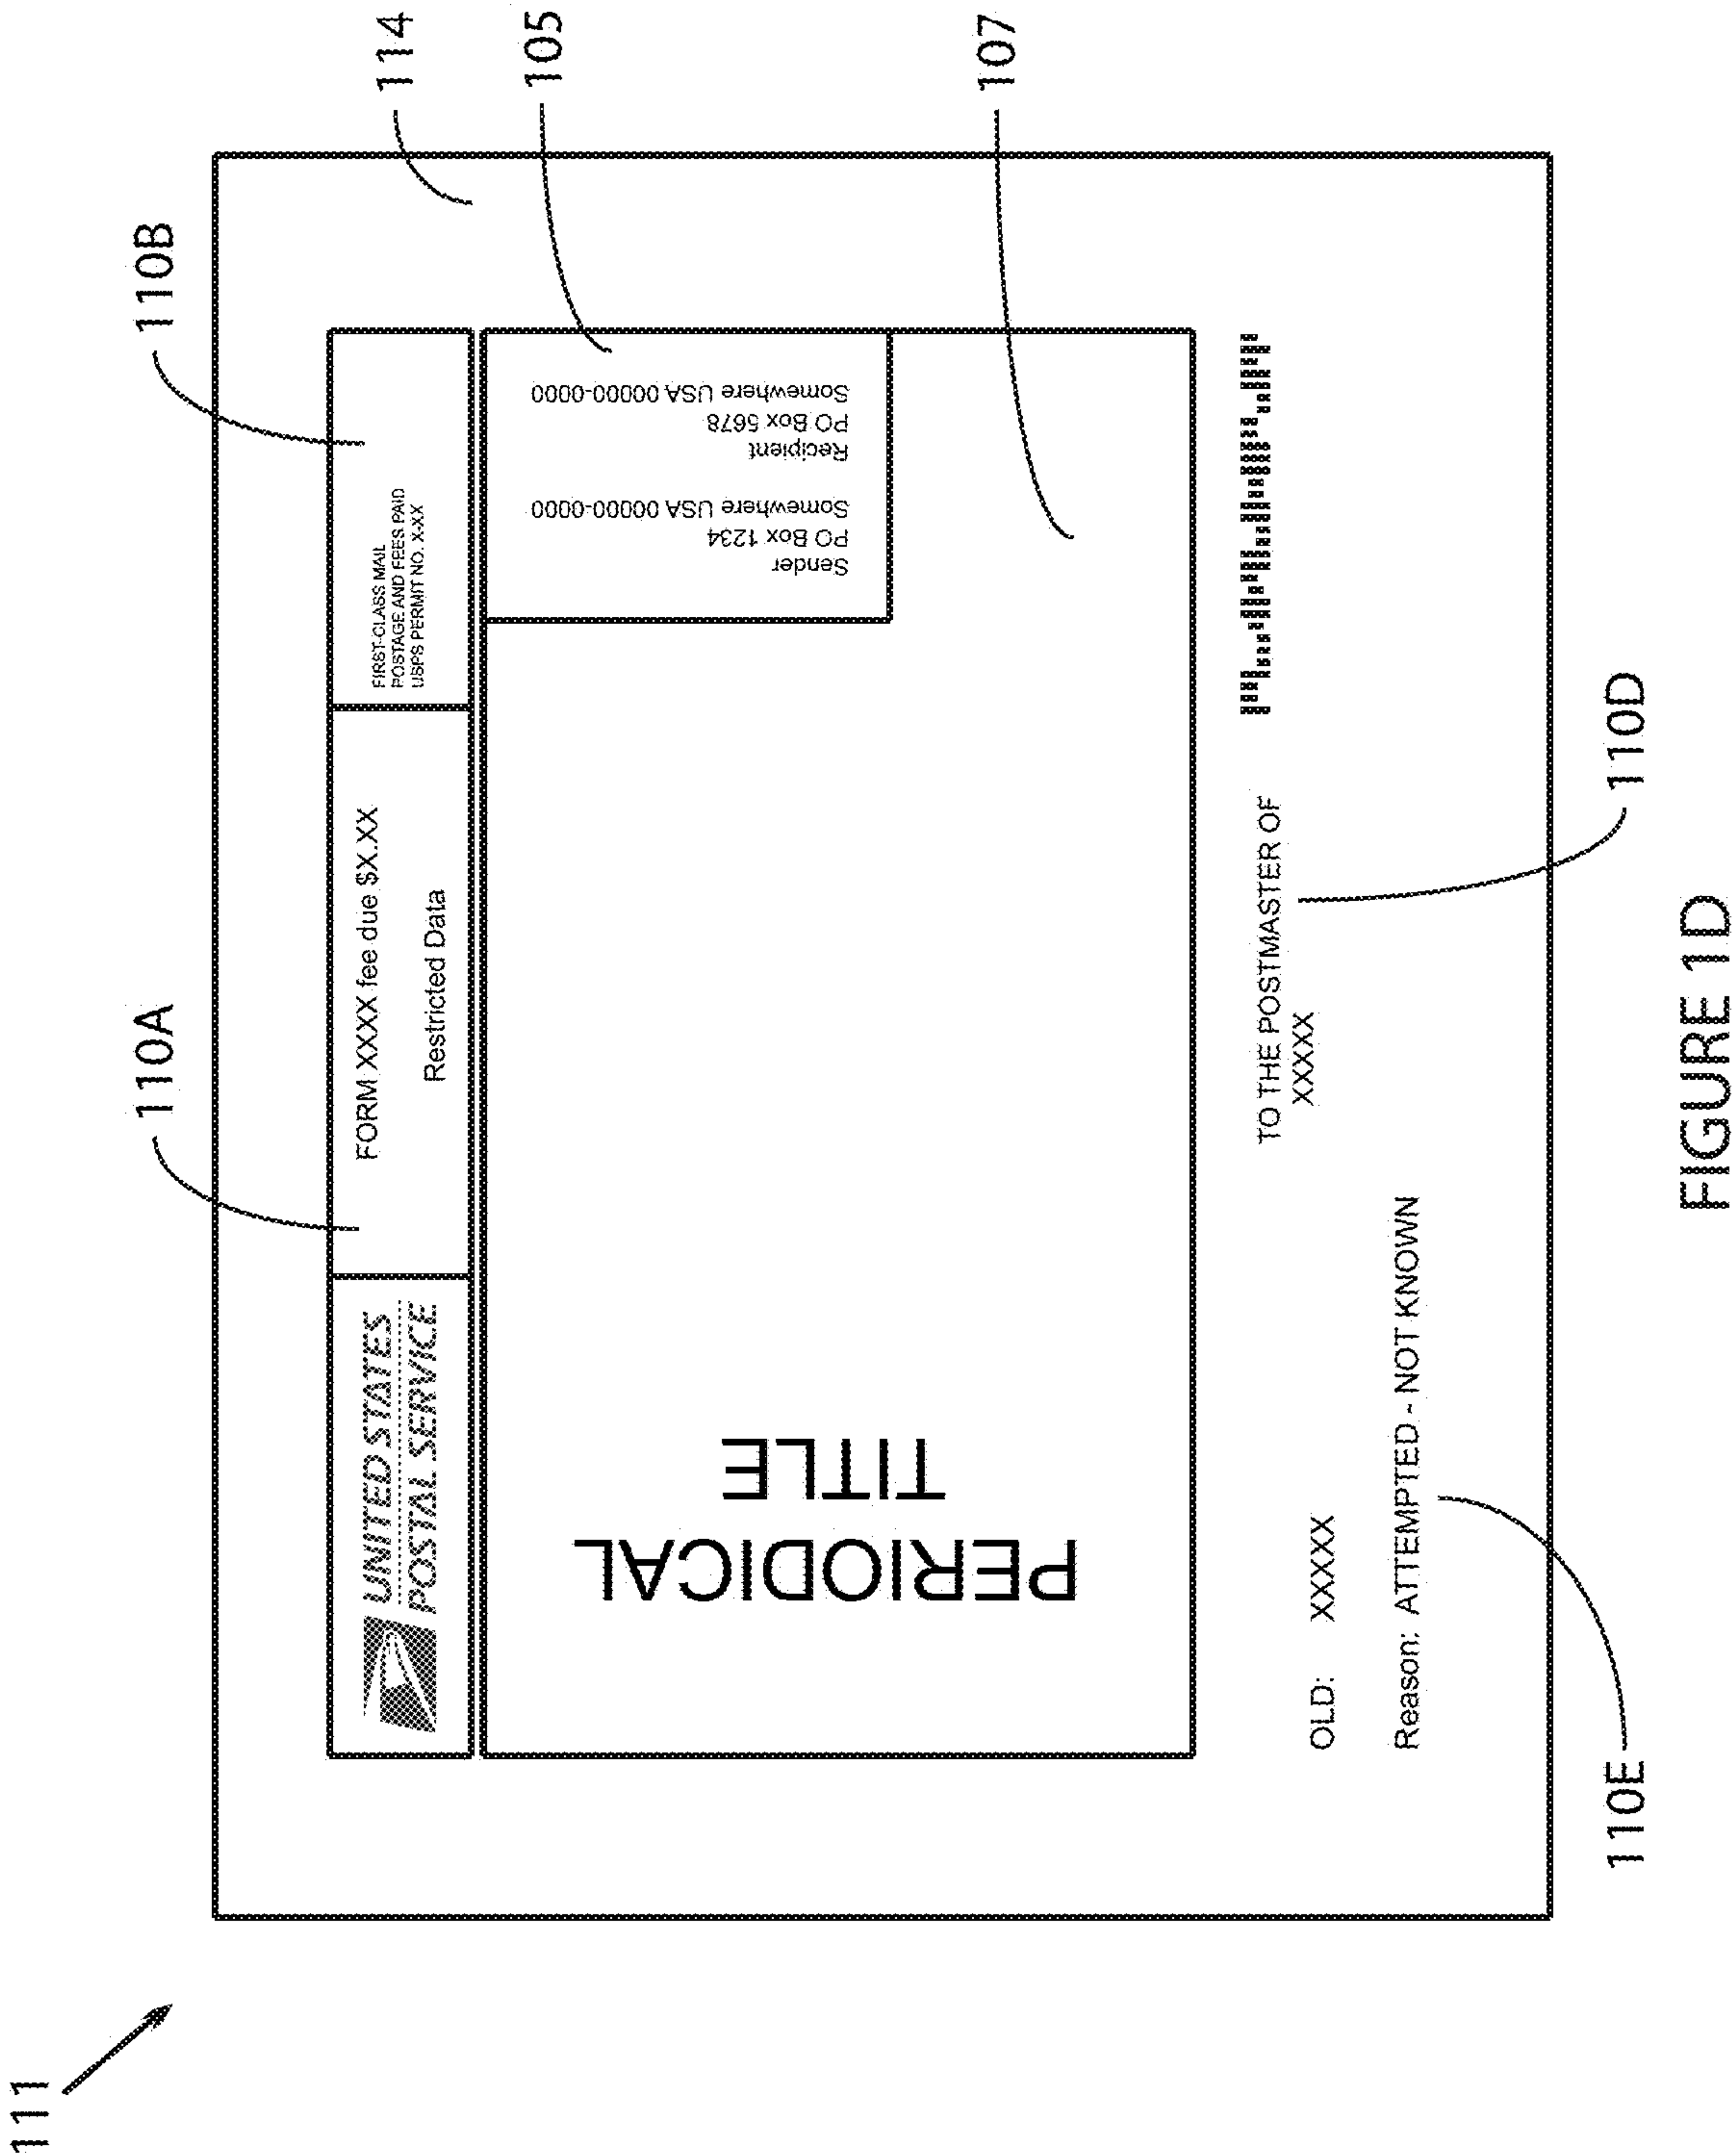 111
110A
110B
114
105
107
UNITED STATES
POSTAL SERVICE
FORM XXXX fee due $X.XX
Restricted Data
FIRST-CLASS MAIL
POSTAGE AND FEES PAID
USPS PERMIT NO. X-XX
PERIODICAL
TITLE
Sender
PO Box 1234
Somewhere USA 00000-0000
Recipient
PO Box 5678
Somewhere USA 00000-0000
TO THE POSTMASTER OF
XXXXX
OLD: XXXXX
Reason: ATTEMPTED - NOT KNOWN
110E
110D
FIGURE 1D